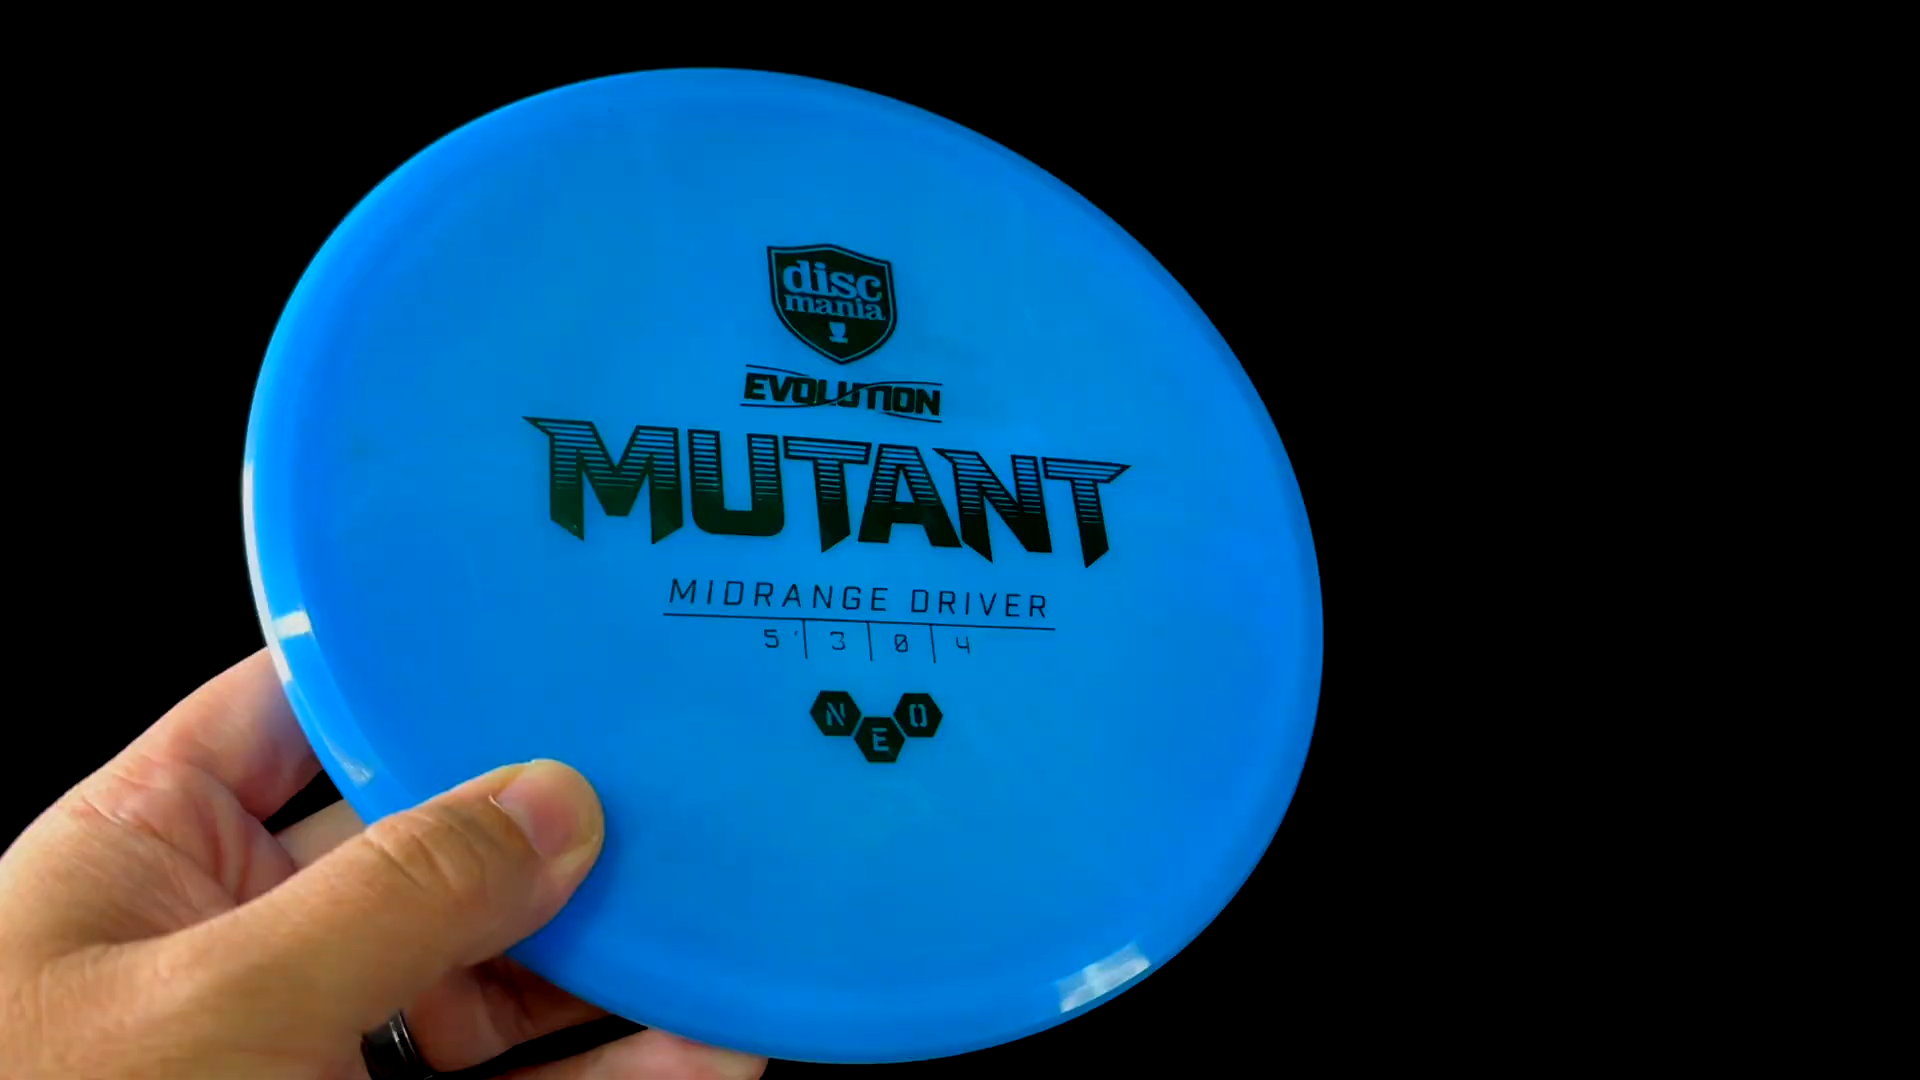 disc
mania
EVOLUTION
MUTANT
MIDRANGE DRIVER
5 3 0 4
NEO